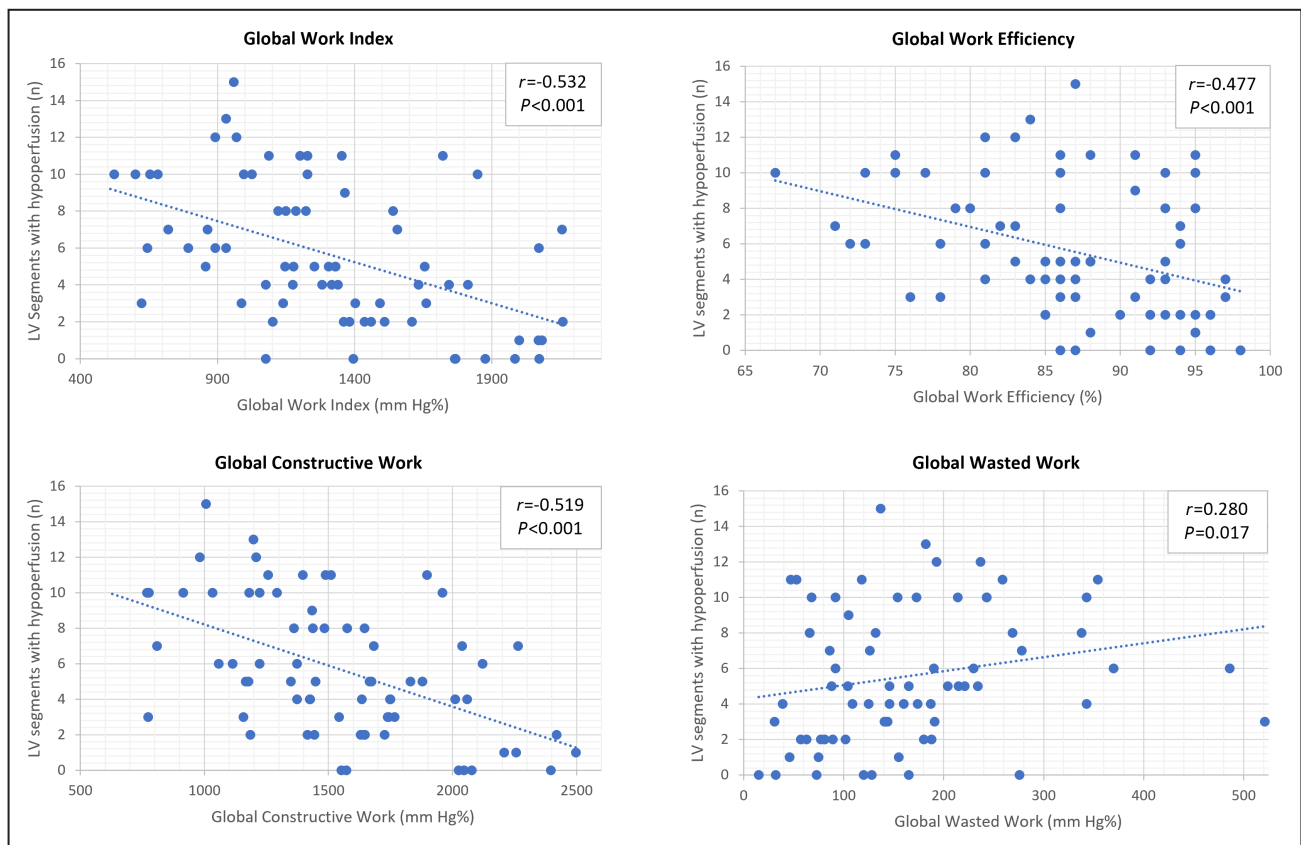 Global Work Index
r=-0.532
P<0.001
LV Segments with hypoperfusion (n)
16
14
12
10
8
6
4
2
0
400 900 1400 1900
Global Work Index (mm Hg%)
Global Work Efficiency
r=-0.477
P<0.001
LV segments with hypoperfusion (n)
16
14
12
10
8
6
4
2
0
65 70 75 80 85 90 95 100
Global Work Efficiency (%)
Global Constructive Work
r=-0.519
P<0.001
LV segments with hypoperfusion (n)
16
14
12
10
8
6
4
2
0
500 1000 1500 2000 2500
Global Constructive Work (mm Hg%)
Global Wasted Work
r=0.280
P=0.017
LV segments with hypoperfusion (n)
16
14
12
10
8
6
4
2
0
0 100 200 300 400 500
Global Wasted Work (mm Hg%)